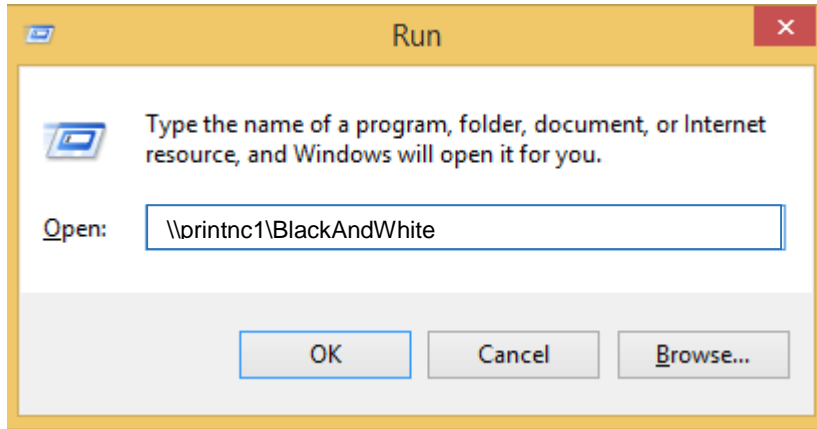 Run
Type the name of a program, folder, document, or Internet
resource, and Windows will open it for you.
Open: \\printnc1\BlackAndWhite
OK Cancel Browse...